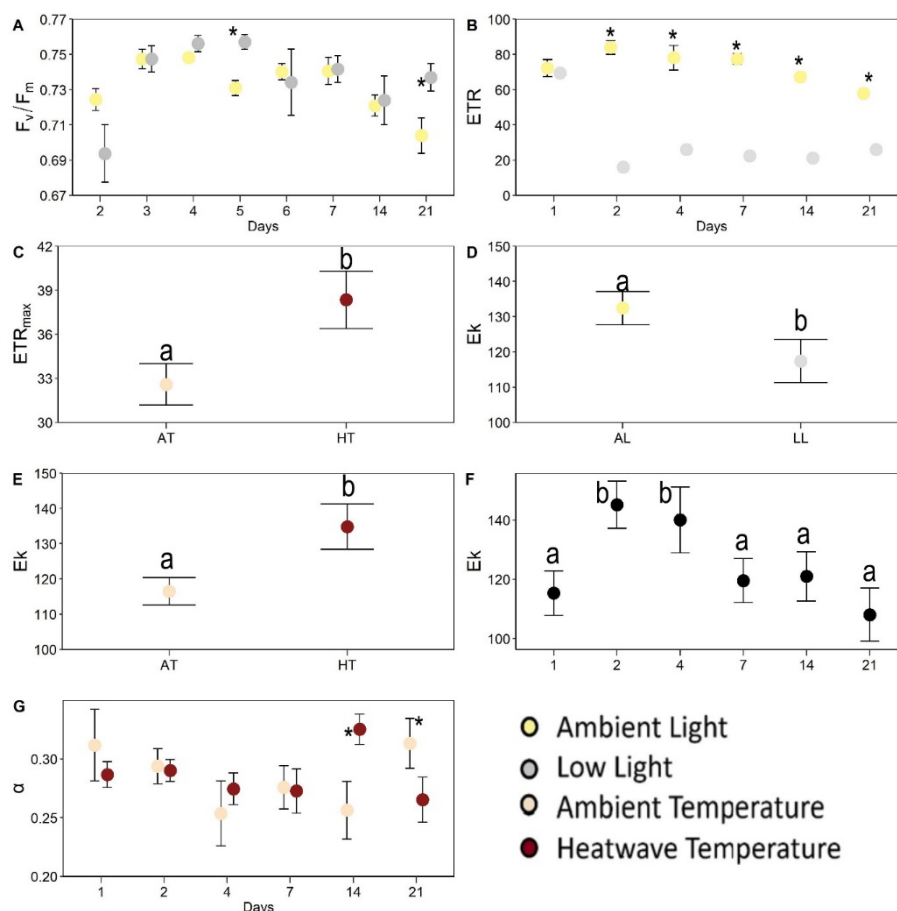 A
0.77
0.75
0.73
0.71
0.69
0.67
Fv/Fm
*
*
2 3 4 5 6 7 14 21
Days
B
100
80
60
40
20
0
ETR
* * * * *
1 2 4 7 14 21
Days
C
42
39
36
33
30
ETRmax
a
b
AT HT
D
150
140
130
120
110
100
Ek
a
b
AL LL
E
150
140
130
120
110
100
Ek
a
b
AT HT
F
140
120
100
Ek
a b b a a a
1 2 4 7 14 21
G
0.30
0.25
0.20
α
* *
1 2 4 7 14 21
Days
Ambient Light
Low Light
Ambient Temperature
Heatwave Temperature